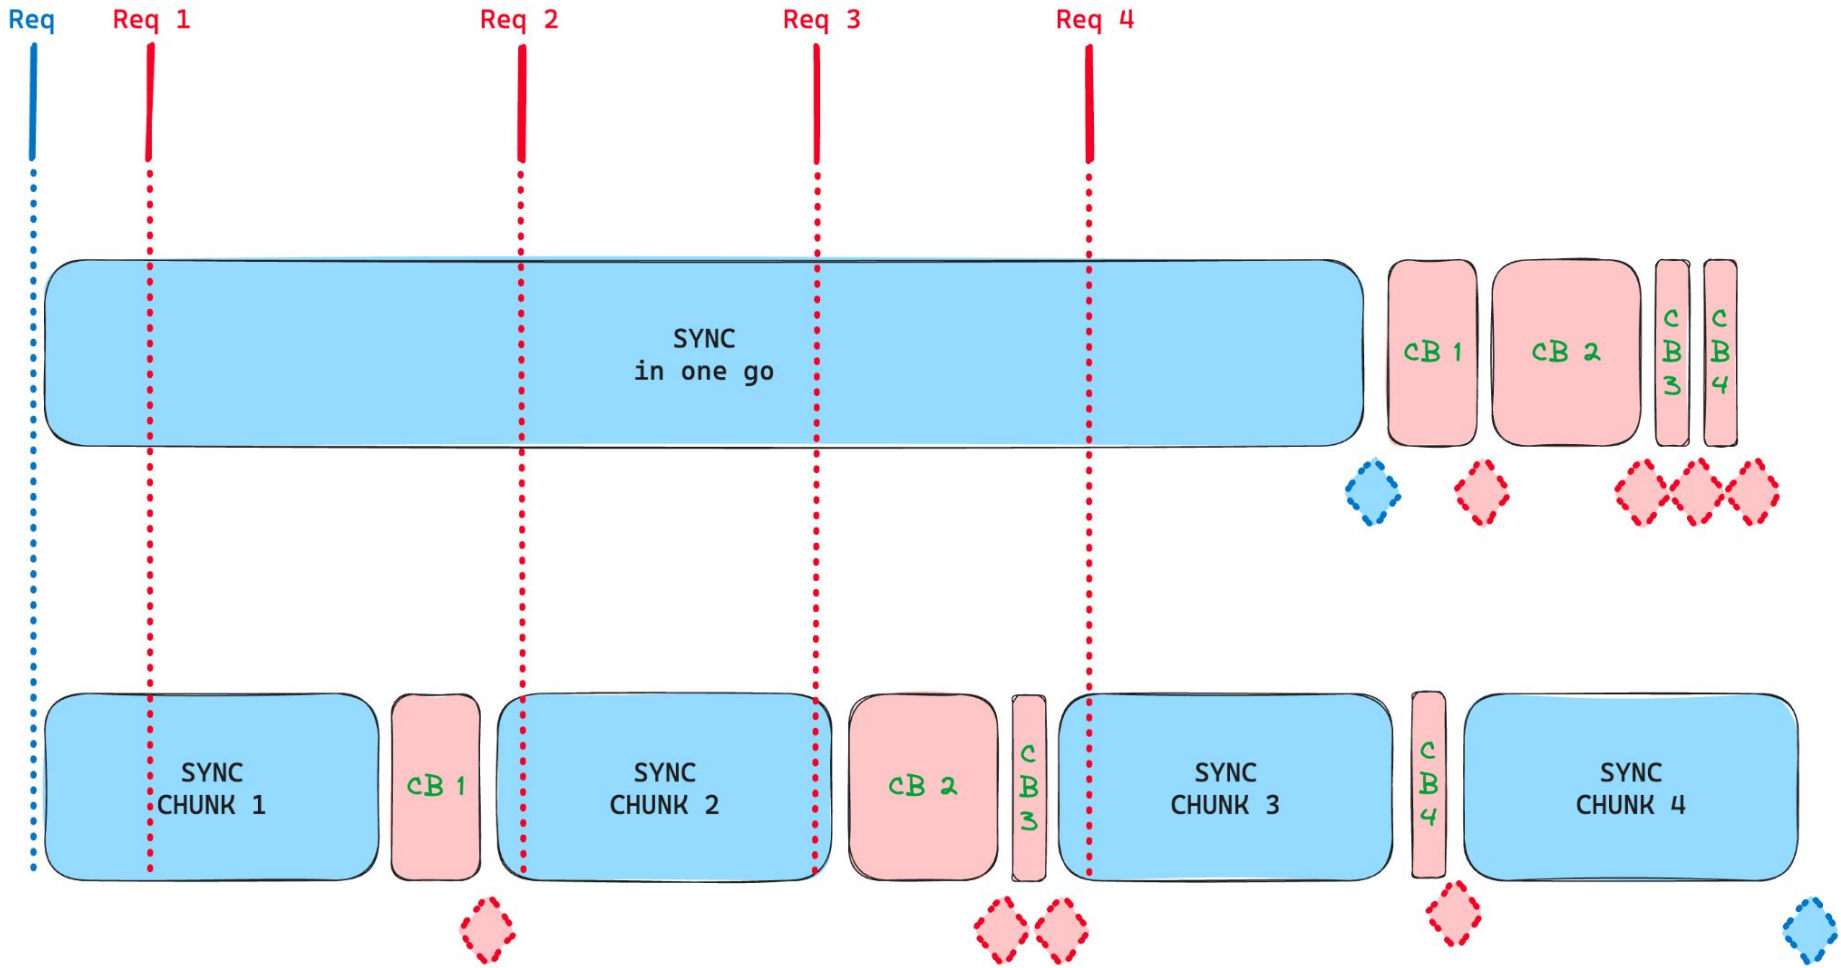 Req
Req 1
Req 2
Req 3
Req 4
SYNC
in one go
CB 1
CB 2
C
B
3
C
B
4
SYNC
CHUNK 1
CB 1
SYNC
CHUNK 2
CB 2
C
B
3
SYNC
CHUNK 3
C
B
4
SYNC
CHUNK 4